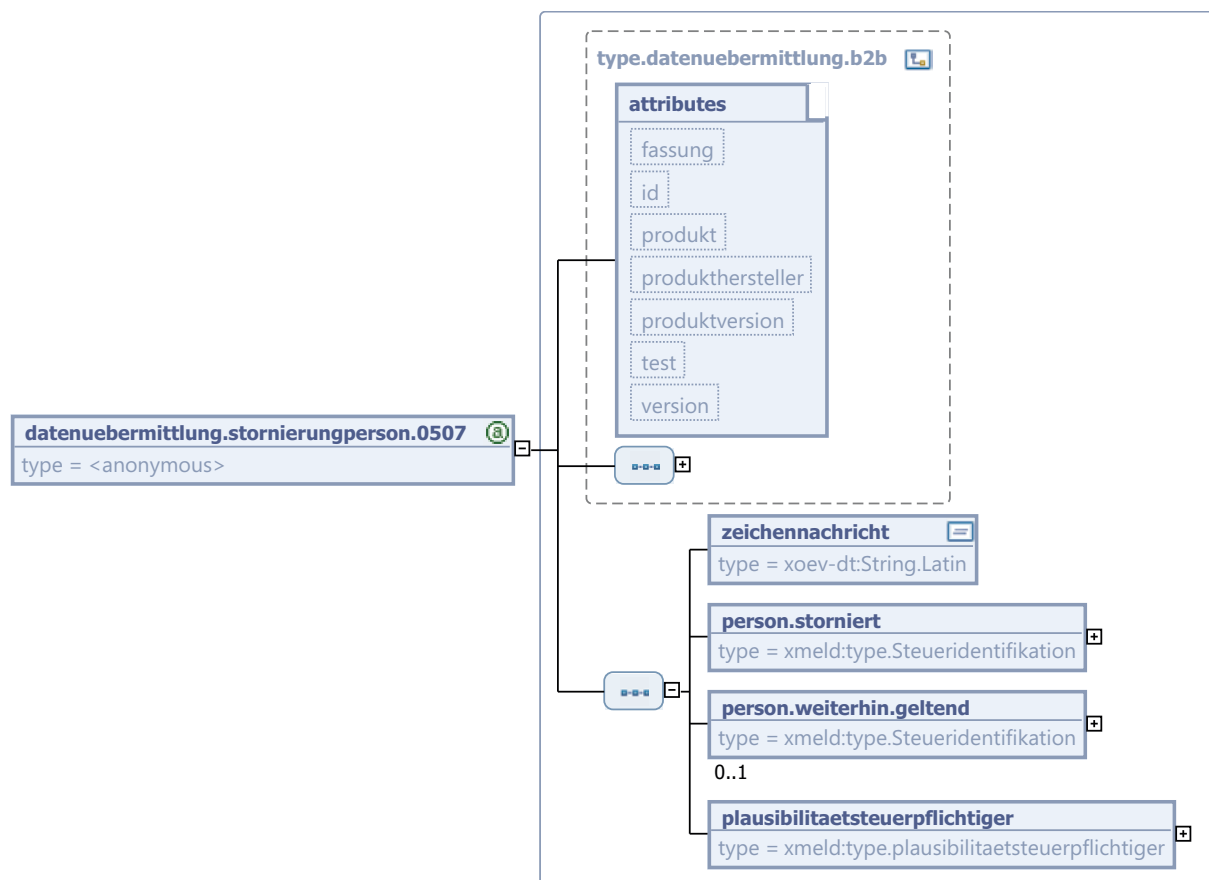 type.datenuebermittlung.b2b
attributes
fassung
id
produkt
produkthersteller
produktversion
test
version
datenuebermittlung.stornierungperson.0507
type = <anonymous>
zeichennachricht
type = xoev-dt:String.Latin
person.storniert
type = xmeld:type.Steueridentifikation
person.weiterhin.geltend
type = xmeld:type.Steueridentifikation
0..1
plausibilitaetsteuerpflichtiger
type = xmeld:type.plausibilitaetsteuerpflichtiger